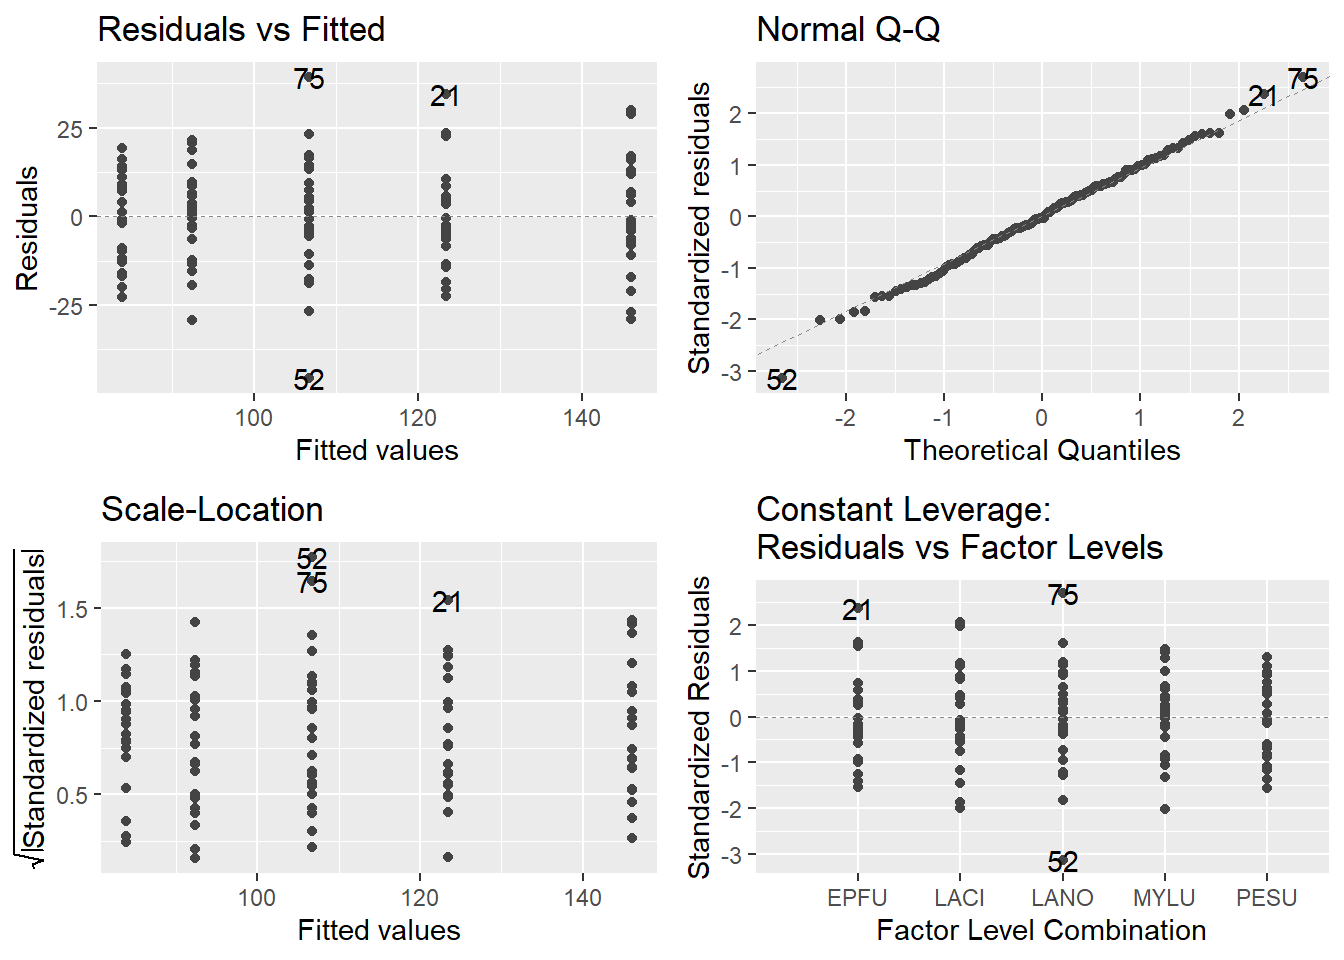 Residuals vs Fitted
Residuals
25
0
-25
75
21
52
100
120
140
Fitted values
Normal Q-Q
Standardized residuals
2
1
0
-1
-2
-3
75
21
52
-2
-1
0
1
2
Theoretical Quantiles
Scale-Location
√|Standardized residuals|
1.5
1.0
0.5
52
75
21
100
120
140
Fitted values
Constant Leverage:
Residuals vs Factor Levels
Standardized Residuals
2
1
0
-1
-2
-3
21
75
52
EPFU
LACI
LANO
MYLU
PESU
Factor Level Combination